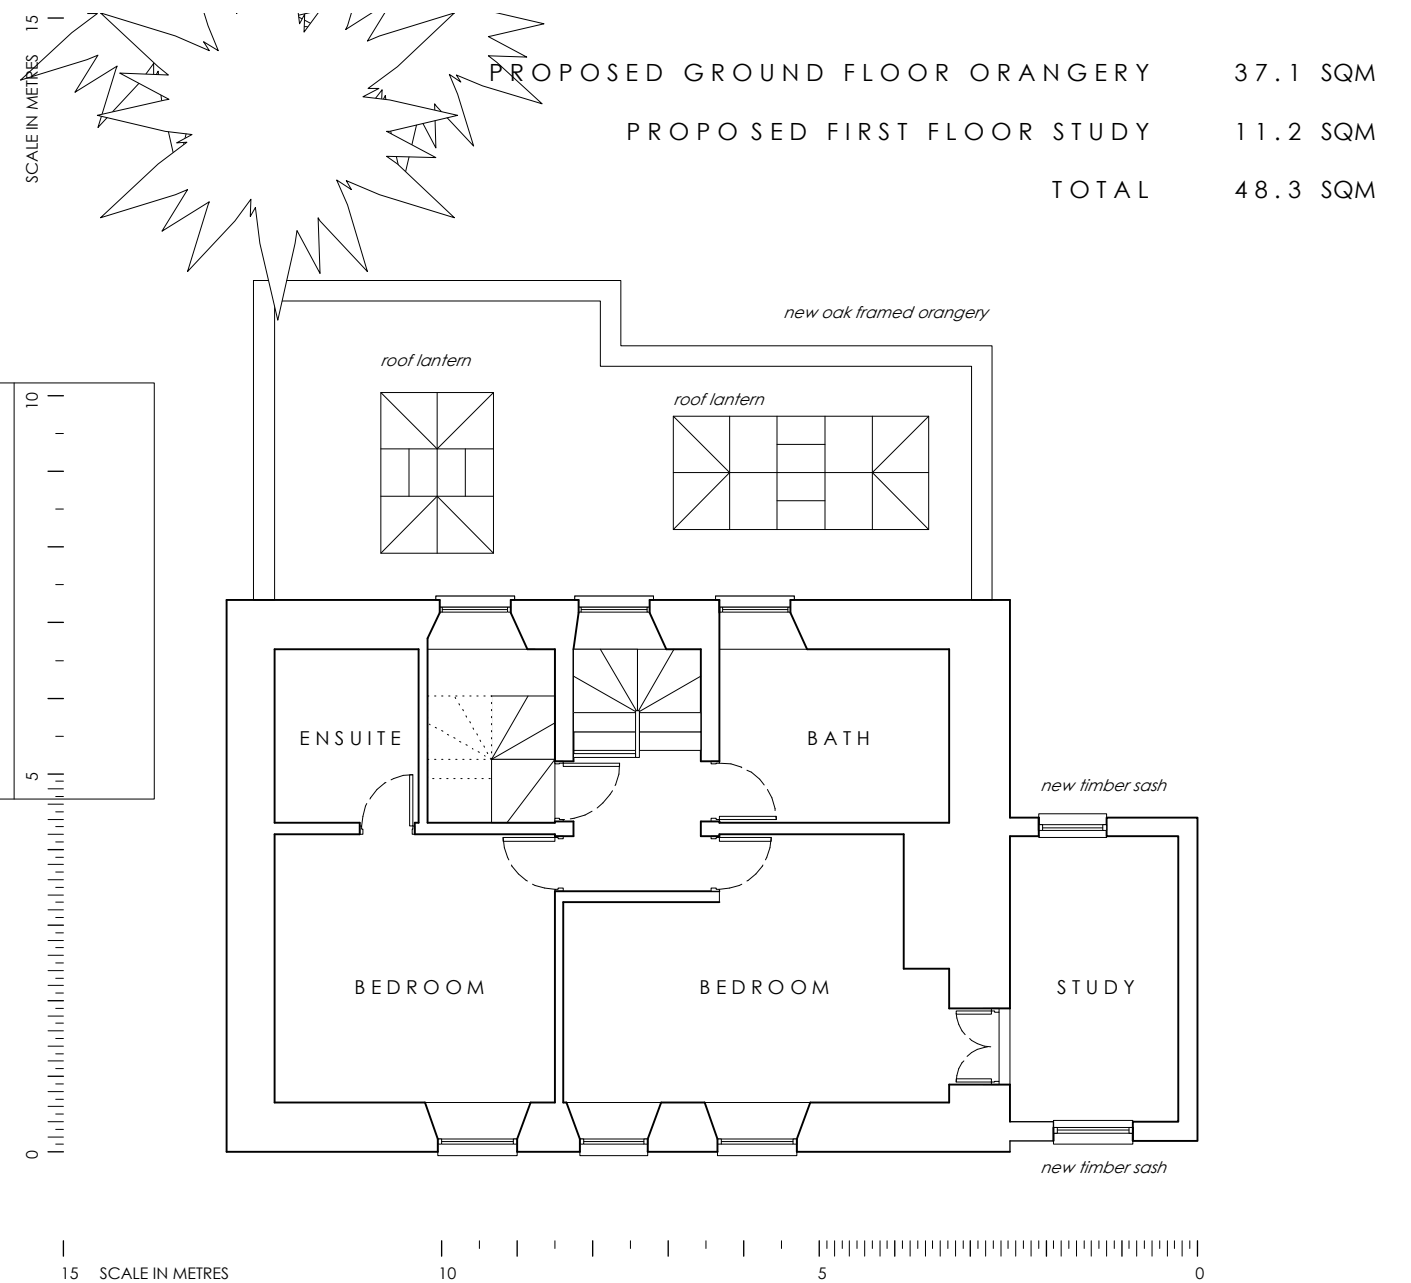 15
SCALE IN METRES
PROPOSED GROUND FLOOR ORANGERY 37.1 SQM
PROPOSED FIRST FLOOR STUDY 11.2 SQM
TOTAL 48.3 SQM
new oak framed orangery
roof lantern
roof lantern
10
ENSUITE
BATH
5
new timber sash
BEDROOM
BEDROOM
STUDY
0
new timber sash
15 SCALE IN METRES 10 5 0